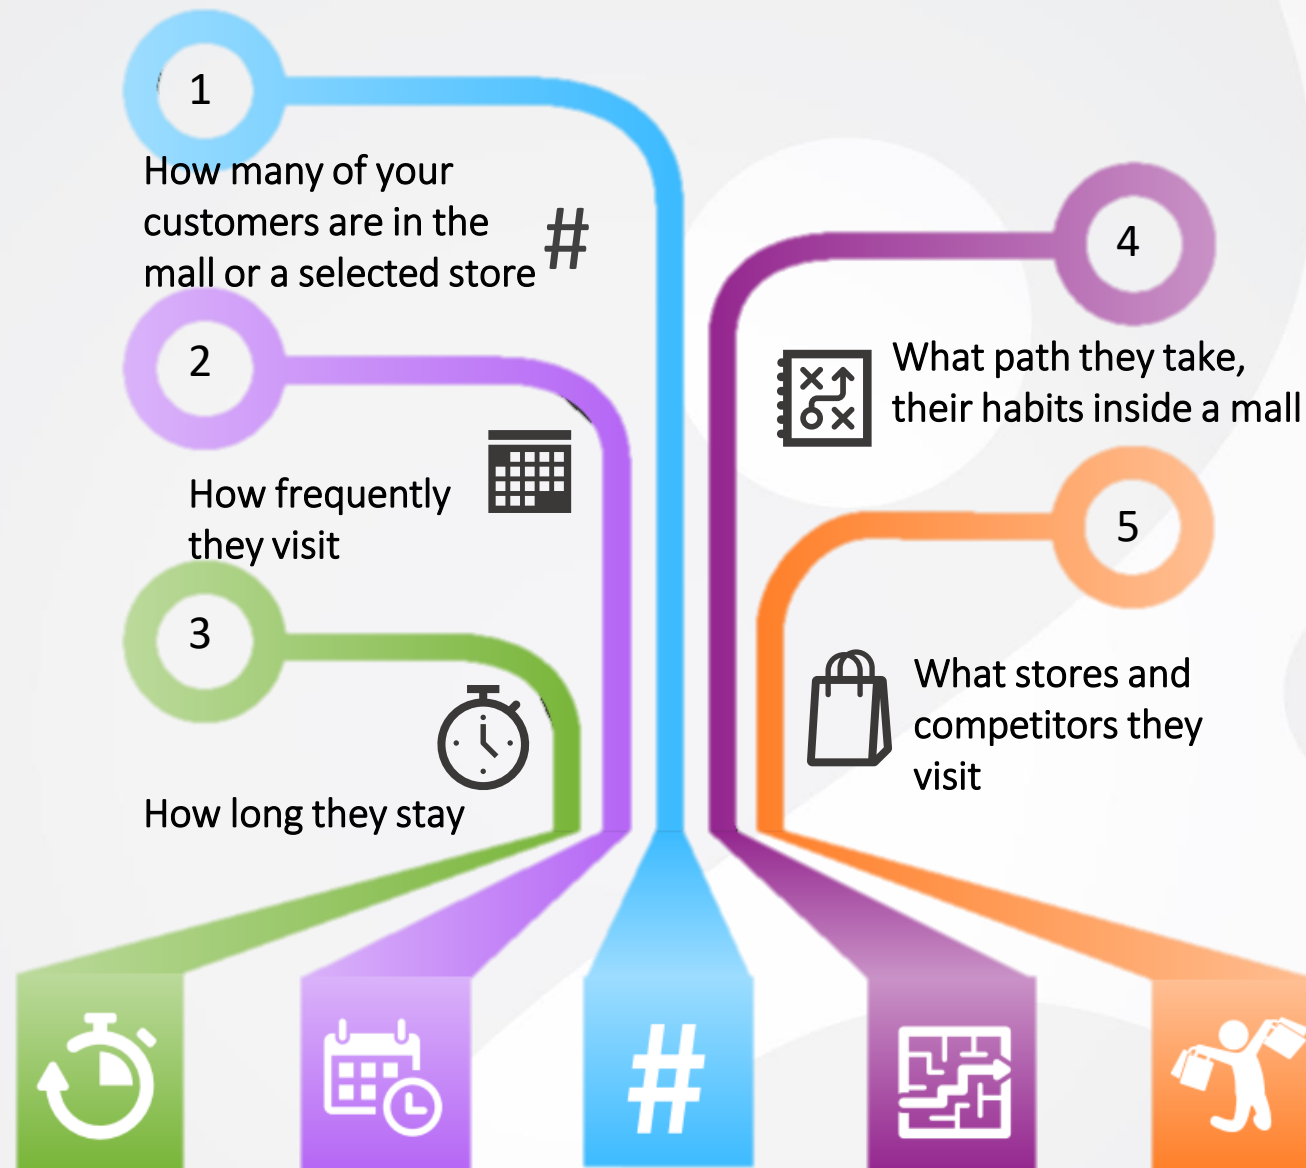 1
How many of your
customers are in the
mall or a selected store
#
2
How frequently
they visit
3
How long they stay
4
What path they take,
their habits inside a mall
5
What stores and
competitors they
visit
#